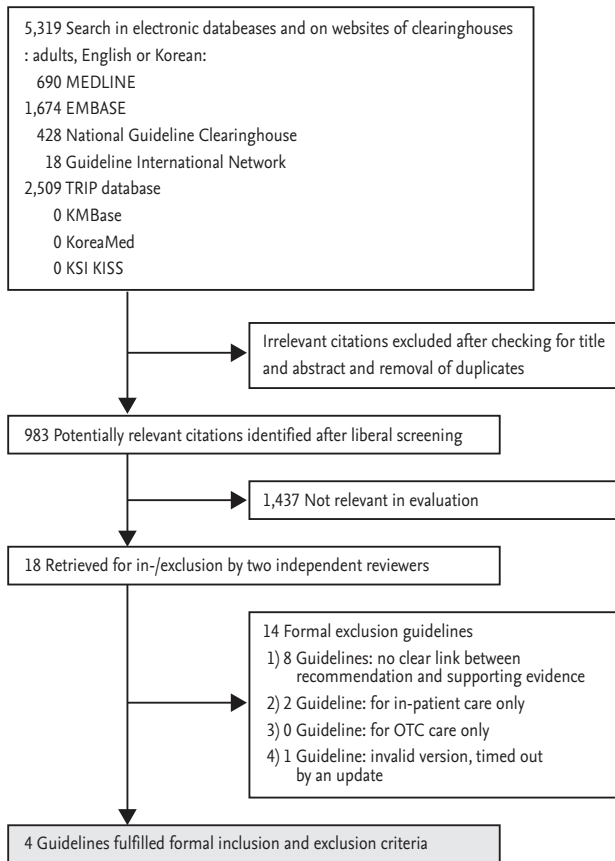 5,319 Search in electronic databeases and on websites of clearinghouses
: adults, English or Korean:
690 MEDLINE
1,674 EMBASE
428 National Guideline Clearinghouse
18 Guideline International Network
2,509 TRIP database
0 KMBase
0 KoreaMed
0 KSI KISS
Irrelevant citations excluded after checking for title
and abstract and removal of duplicates
983 Potentially relevant citations identified after liberal screening
1,437 Not relevant in evaluation
18 Retrieved for in-/exclusion by two independent reviewers
14 Formal exclusion guidelines
1) 8 Guidelines: no clear link between
recommendation and supporting evidence
2) 2 Guideline: for in-patient care only
3) 0 Guideline: for OTC care only
4) 1 Guideline: invalid version, timed out
by an update
4 Guidelines fulfilled formal inclusion and exclusion criteria